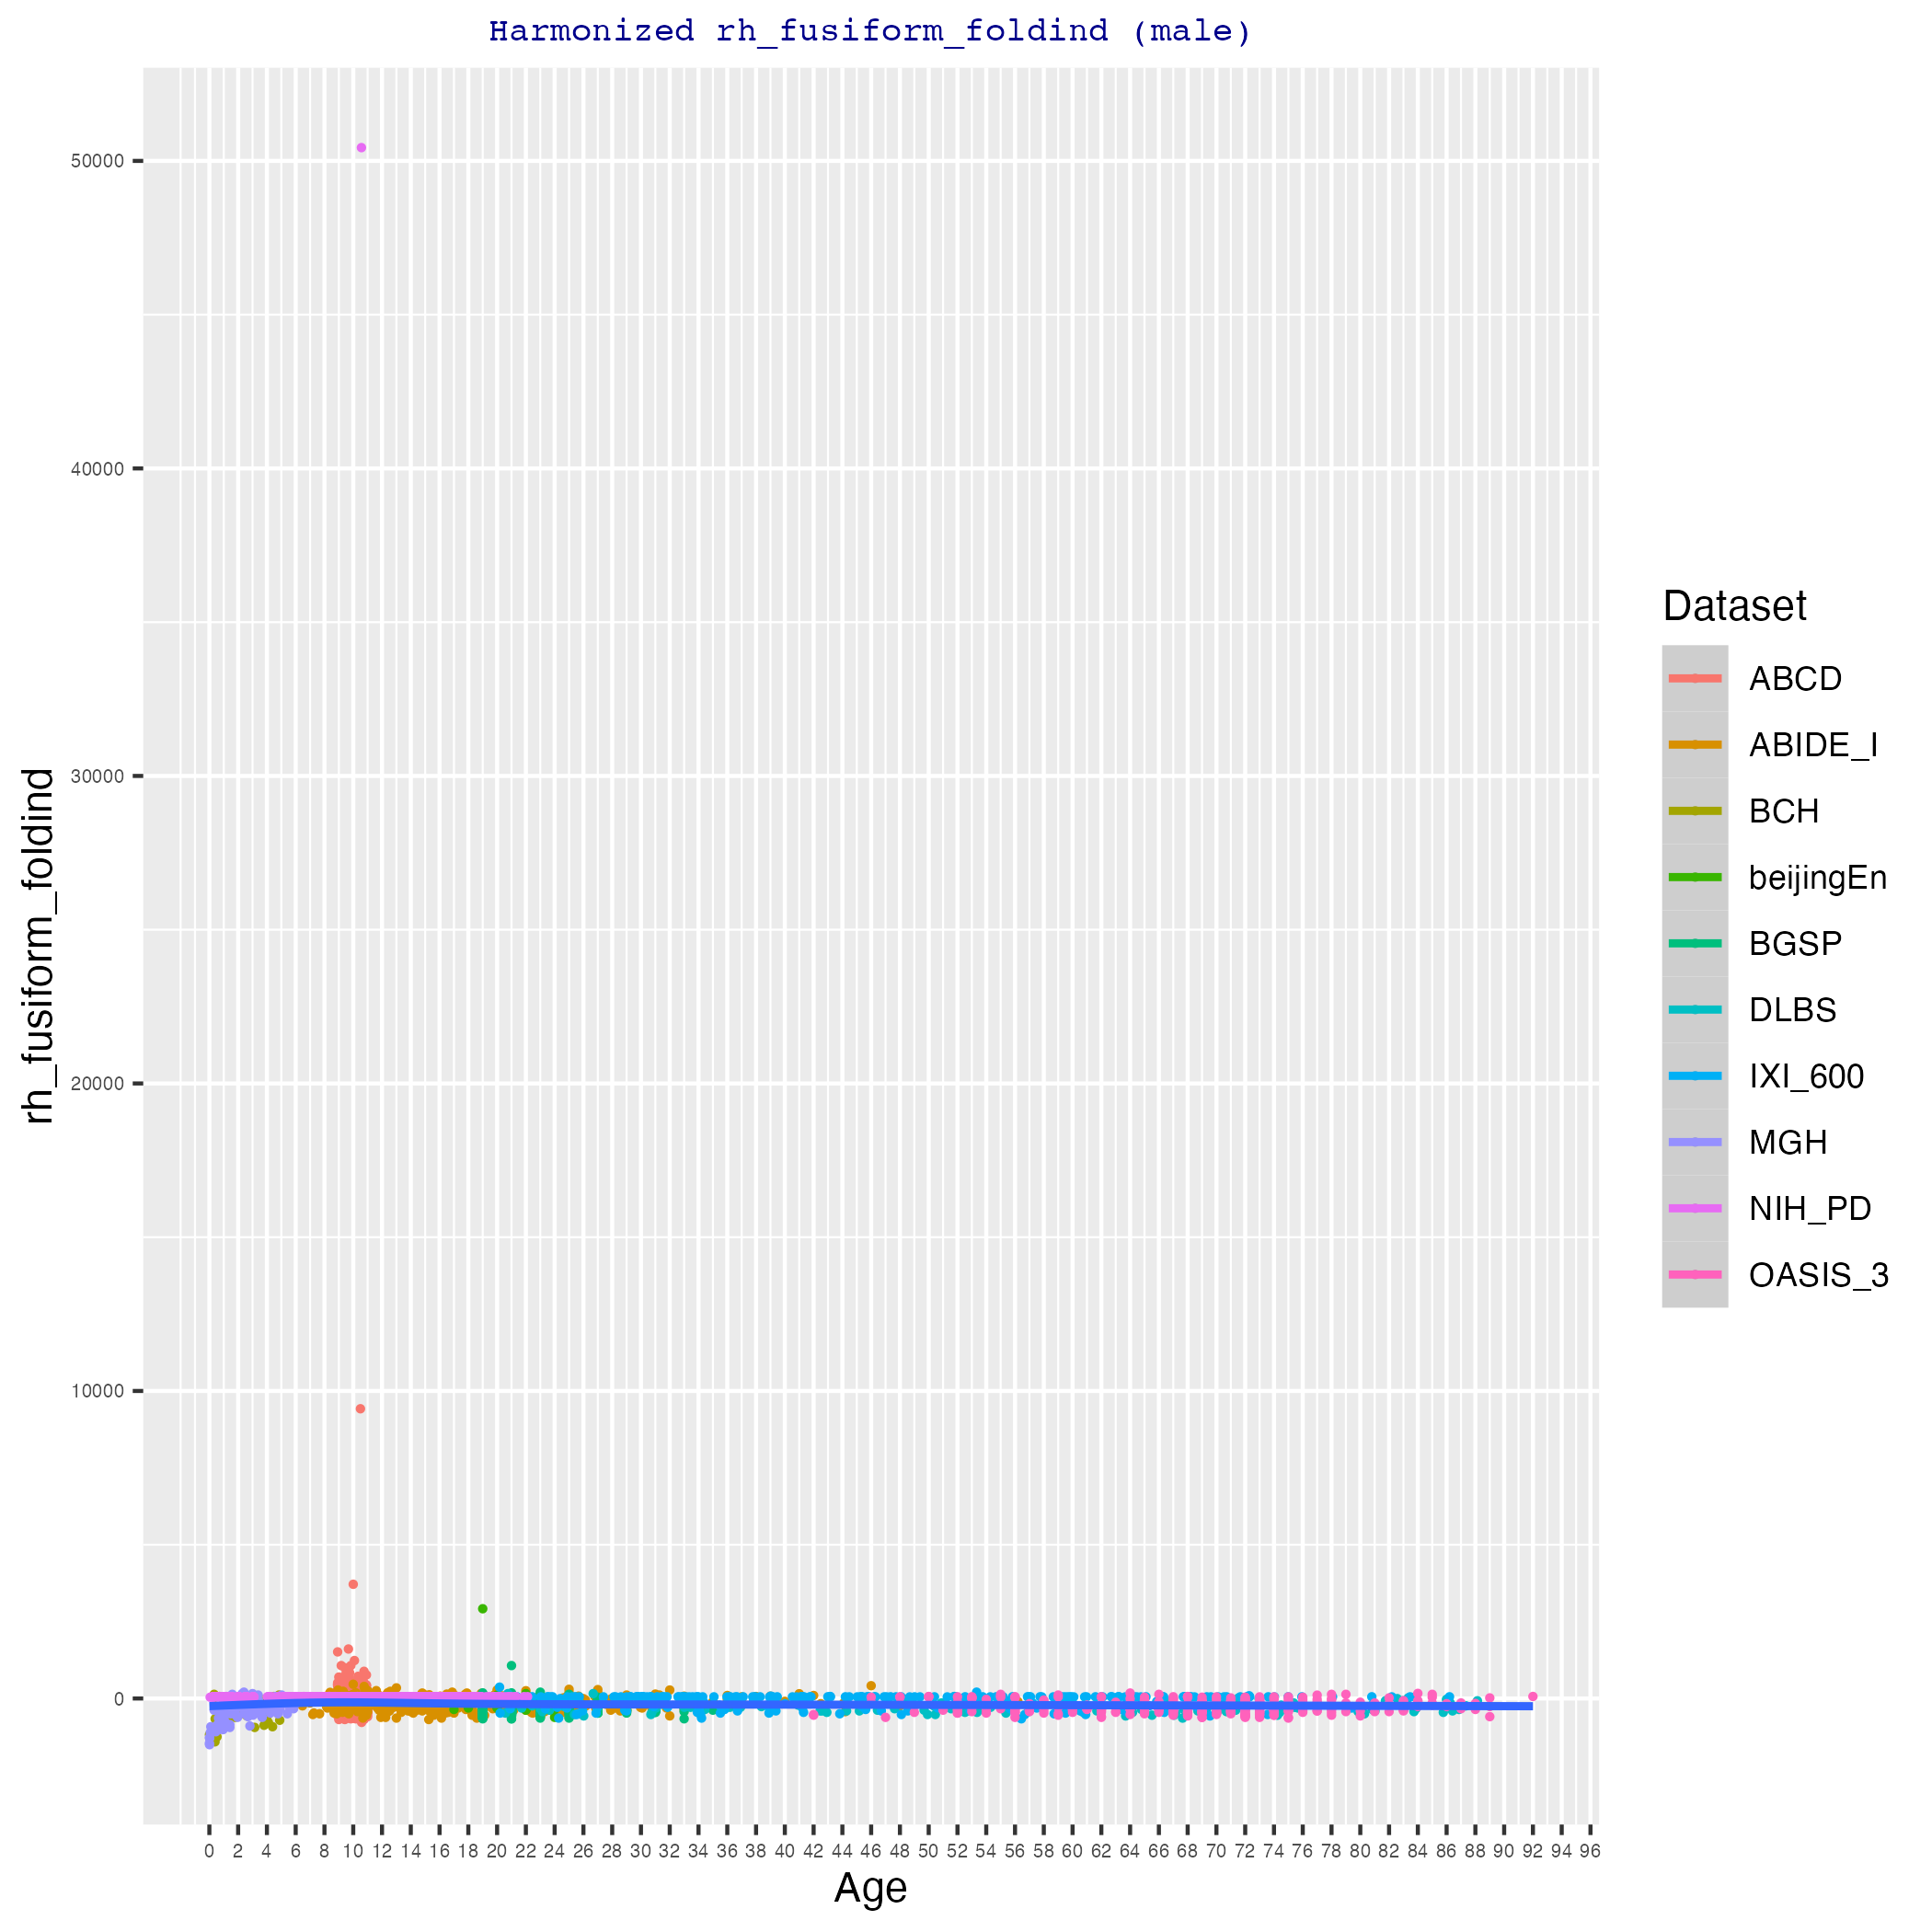 Harmonized rh_fusiform_foldind (male)
rh_fusiform_foldind
50000
40000
30000
20000
10000
0
0 2 4 6 8 10 12 14 16 18 20 22 24 26 28 30 32 34 36 38 40 42 44 46 48 50 52 54 56 58 60 62 64 66 68 70 72 74 76 78 80 82 84 86 88 90 92 94 96
Age
Dataset
ABCD
ABIDE_I
BCH
beijingEn
BGSP
DLBS
IXI_600
MGH
NIH_PD
OASIS_3